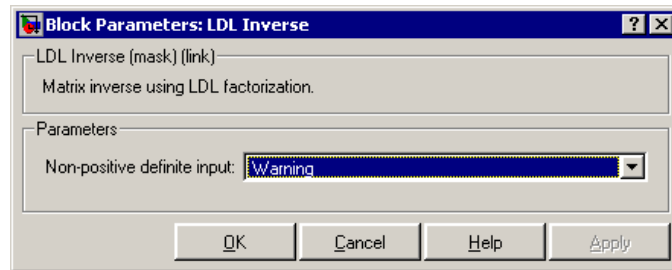 Block Parameters: LDL Inverse
LDL Inverse (mask) (link)
Matrix inverse using LDL factorization.
Parameters
Non-positive definite input: Warning
OK Cancel Help Apply